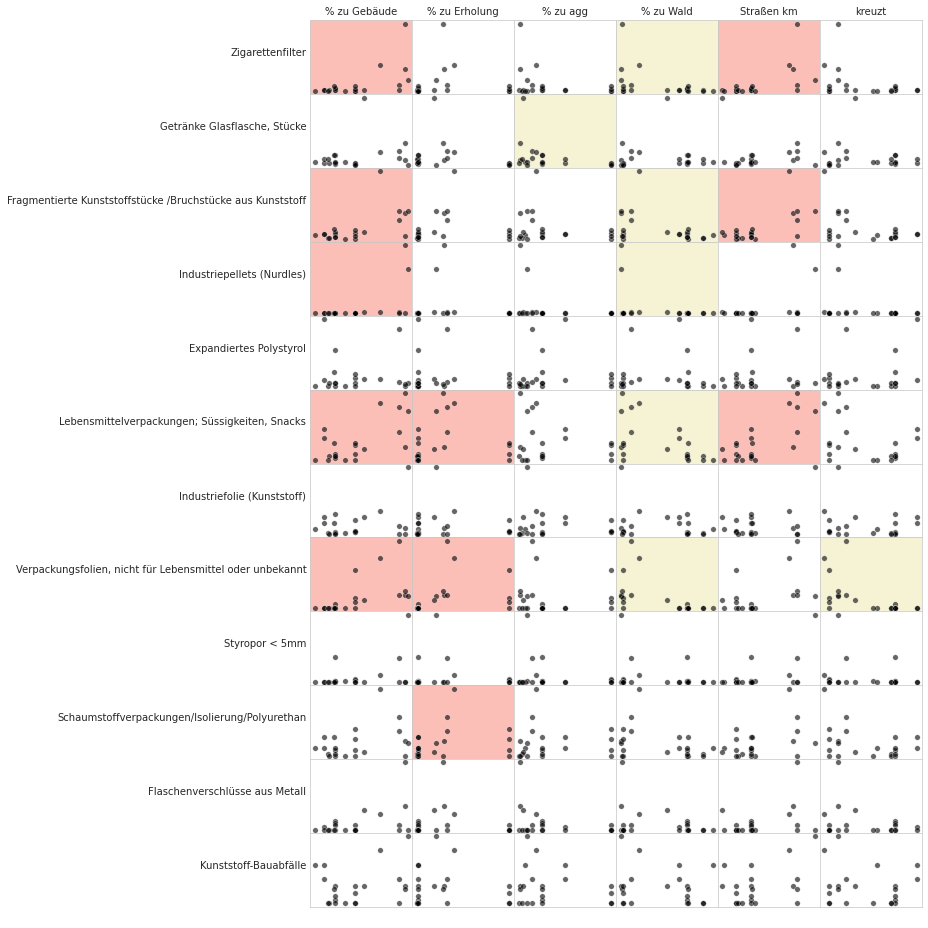 % zu Gebäude % zu Erholung % zu agg % zu Wald Straßen km kreuzt
Zigarettenfilter
Getränke Glasflasche, Stücke
Fragmentierte Kunststoffstücke /Bruchstücke aus Kunststoff
Industriepellets (Nurdles)
Expandiertes Polystyrol
Lebensmittelverpackungen; Süssigkeiten, Snacks
Industriefolie (Kunststoff)
Verpackungsfolien, nicht für Lebensmittel oder unbekannt
Styropor < 5mm
Schaumstoffverpackungen/Isolierung/Polyurethan
Flaschenverschlüsse aus Metall
Kunststoff-Bauabfälle